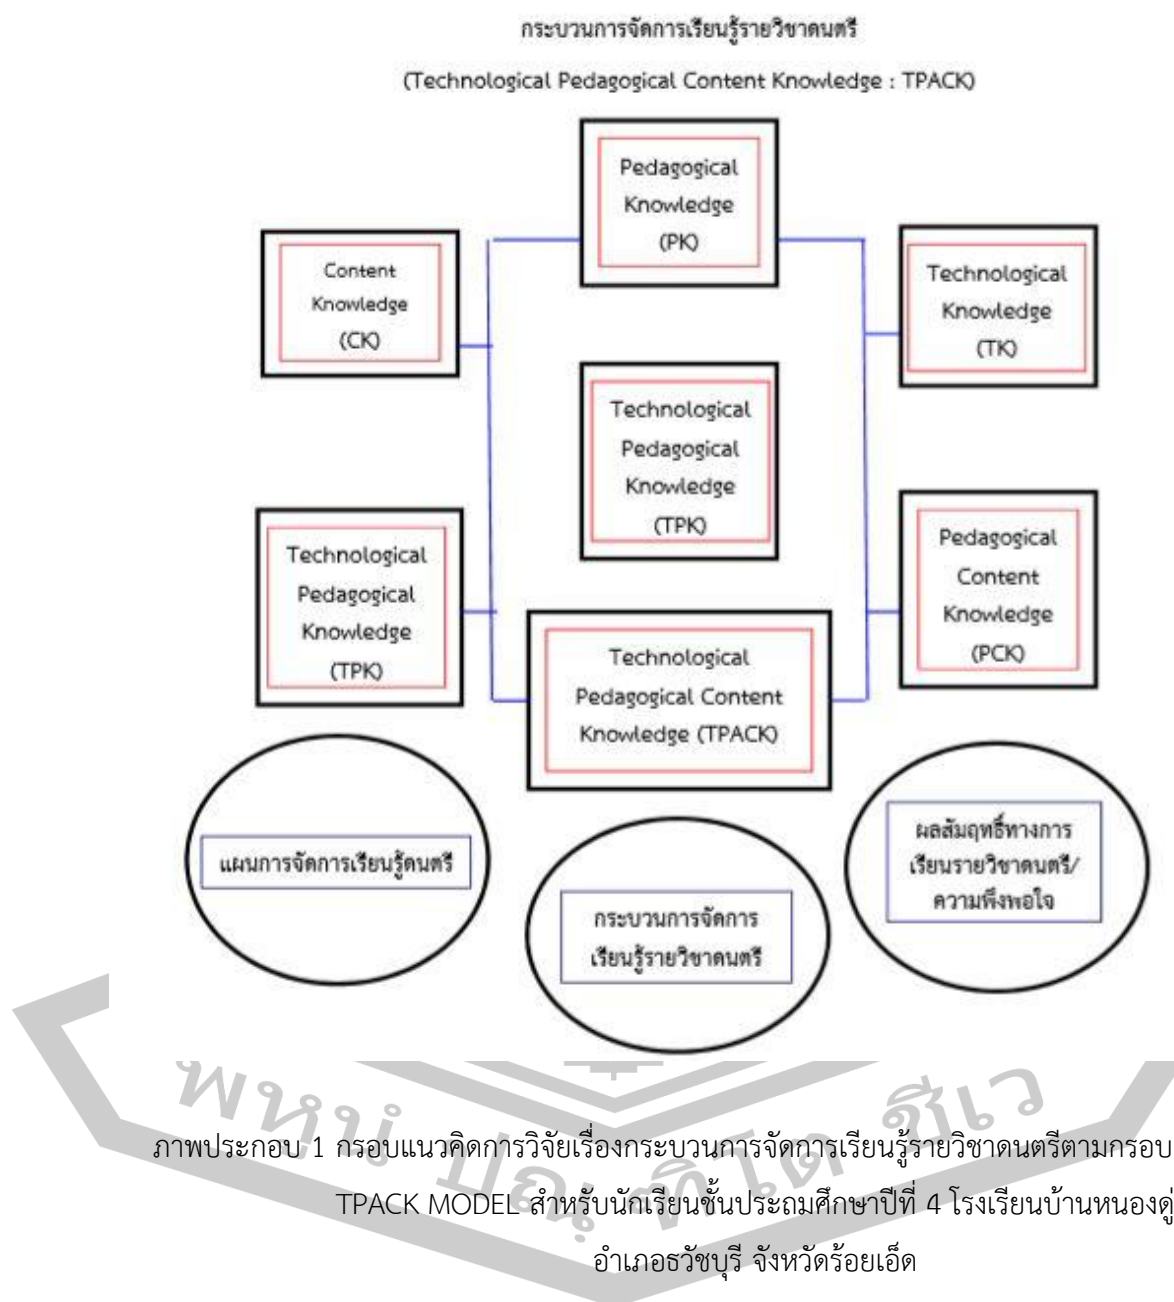 กระบวนการจัดการเรียนรู้รายวิชาดนตรี
(Technological Pedagogical Content Knowledge : TPACK)
Pedagogical
Knowledge
(PK)
Content
Knowledge
(CK)
Technological
Knowledge
(TK)
Technological
Pedagogical
Knowledge
(TPK)
Technological
Pedagogical
Knowledge
(TPK)
Pedagogical
Content
Knowledge
(PCK)
Technological
Pedagogical Content
Knowledge (TPACK)
แผนการจัดการเรียนรู้ดนตรี
กระบวนการจัดการ
เรียนรู้รายวิชาดนตรี
ผลสัมฤทธิ์ทางการ
เรียนรายวิชาดนตรี/
ความพึงพอใจ
พหุนํ ปณฺฑิโต ชีเว
ภาพประกอบ 1 กรอบแนวคิดการวิจัยเรื่องกระบวนการจัดการเรียนรู้รายวิชาดนตรีตามกรอบ
TPACK MODEL สำหรับนักเรียนชั้นประถมศึกษาปีที่ 4 โรงเรียนบ้านหนองดู่
อำเภอธวัชบุรี จังหวัดร้อยเอ็ด